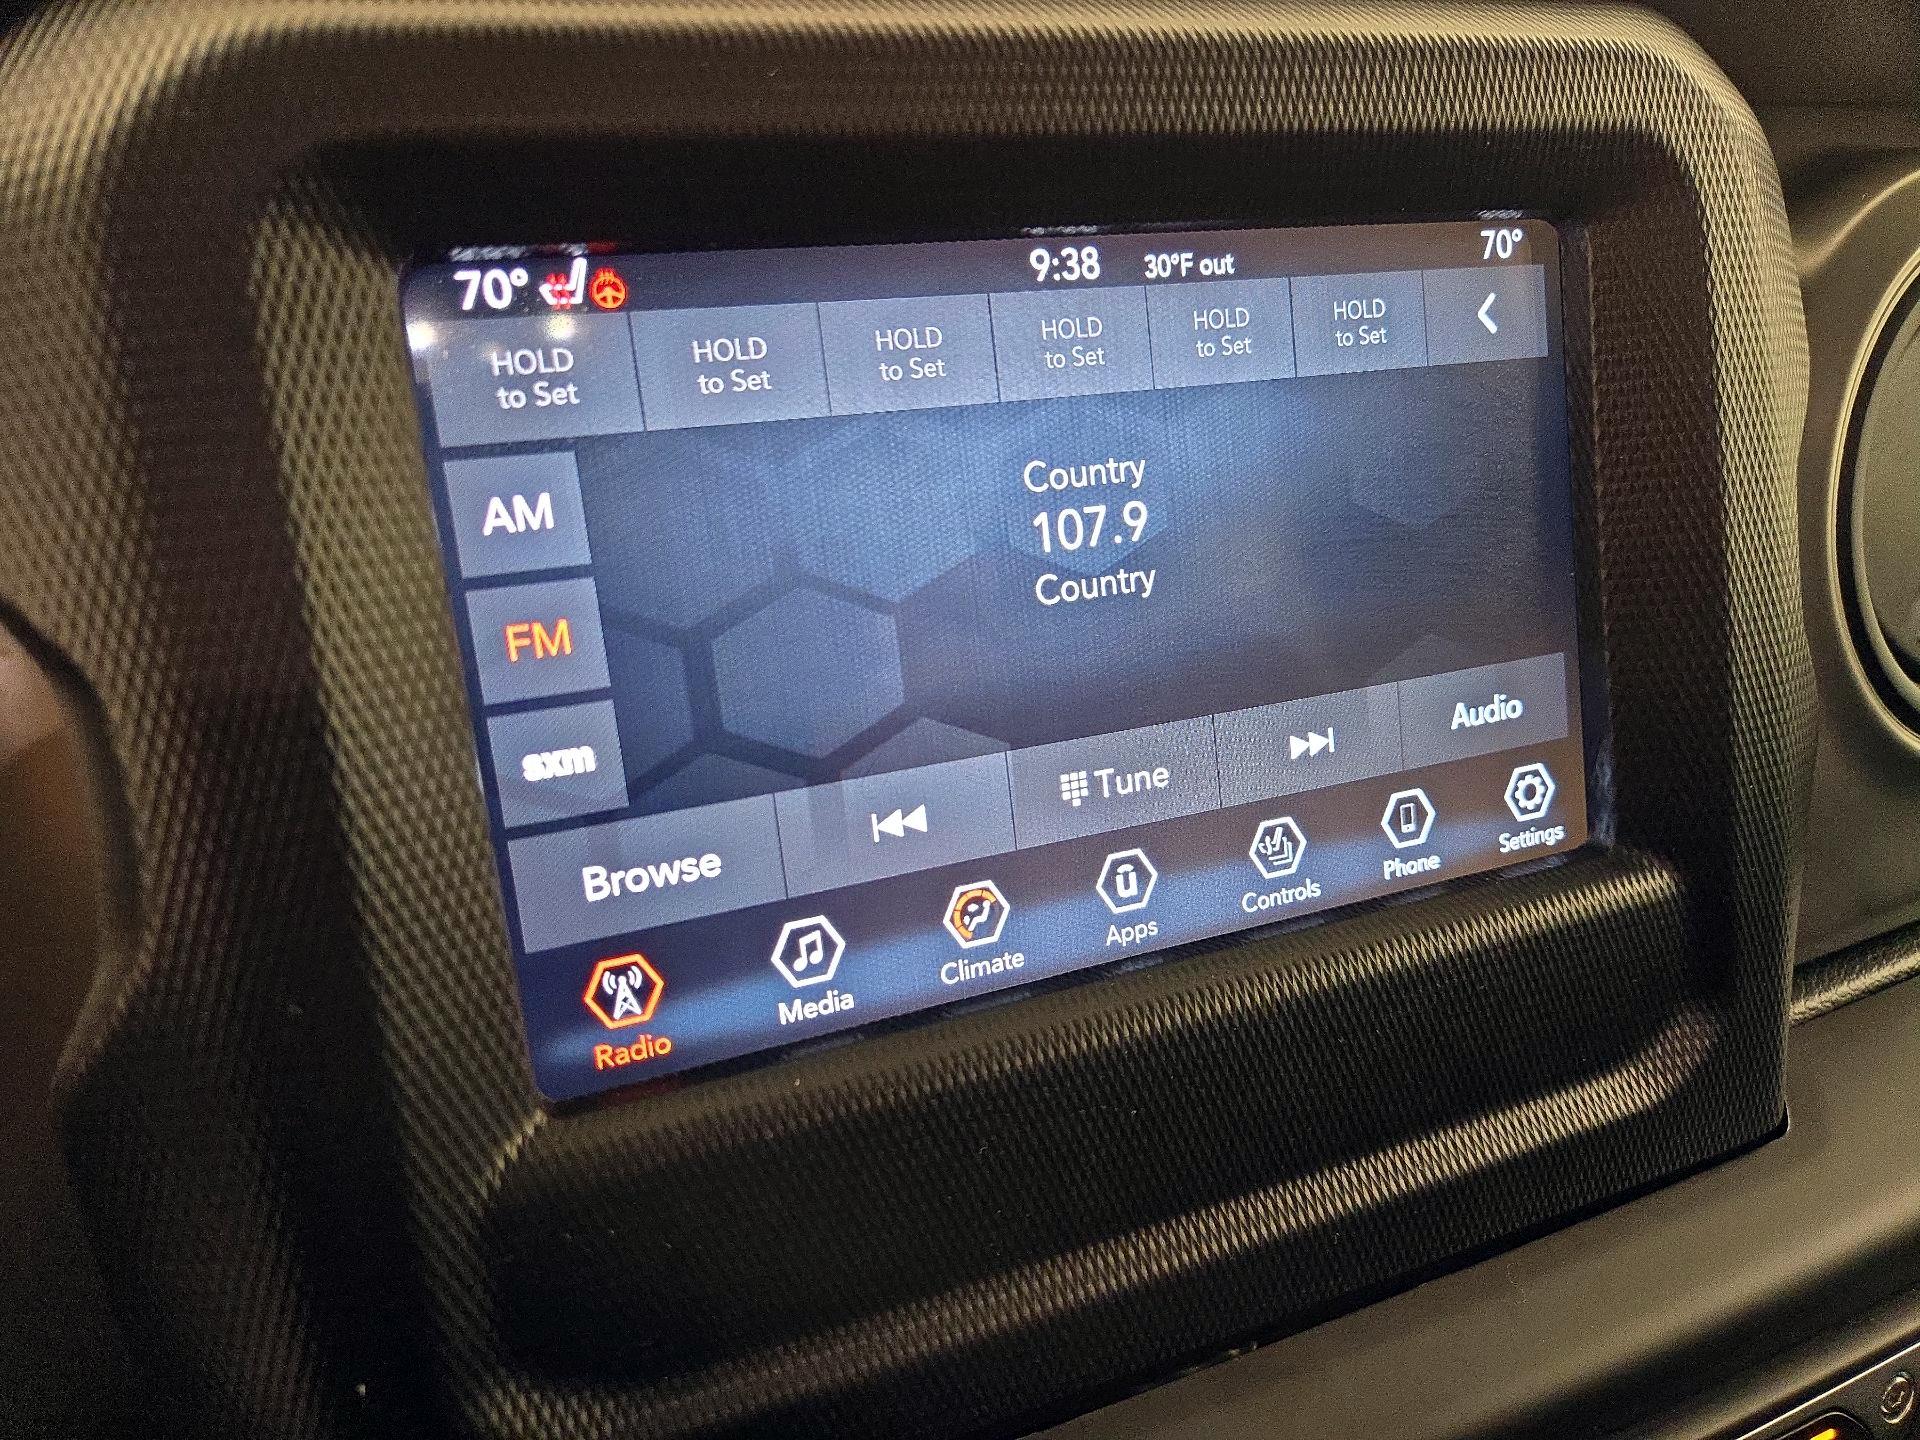 70° 9:38 30°F out 70°
HOLD to Set
HOLD to Set
HOLD to Set
HOLD to Set
HOLD to Set
HOLD to Set
AM
FM
sxm
Country
107.9
Country
Browse Tune Audio
Radio Media Climate Apps Controls Phone Settings